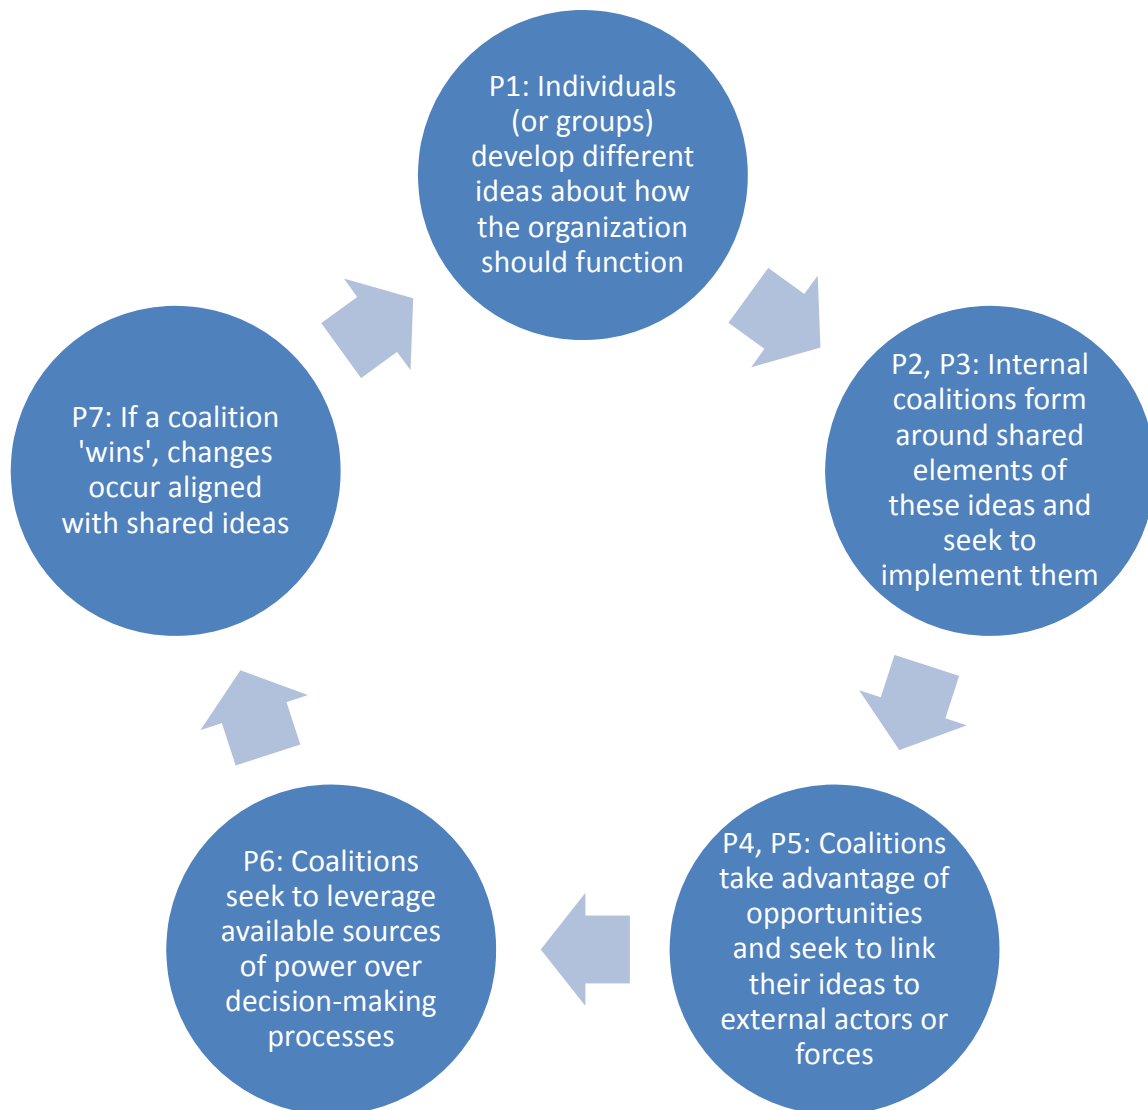 P1: Individuals
(or groups)
develop different
ideas about how
the organization
should function
P2, P3: Internal
coalitions form
around shared
elements of
these ideas and
seek to
implement them
P4, P5: Coalitions
take advantage of
opportunities
and seek to link
their ideas to
external actors or
forces
P6: Coalitions
seek to leverage
available sources
of power over
decision-making
processes
P7: If a coalition
'wins', changes
occur aligned
with shared ideas